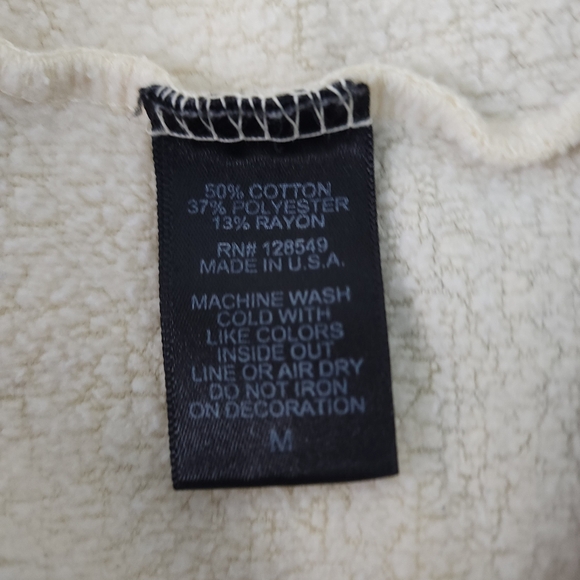 50% COTTON
37% POLYESTER
13% RAYON
RN# 128549
MADE IN U.S.A.
MACHINE WASH
COLD WITH
LIKE COLORS
INSIDE OUT
LINE OR AIR DRY
DO NOT IRON
ON DECORATION
M